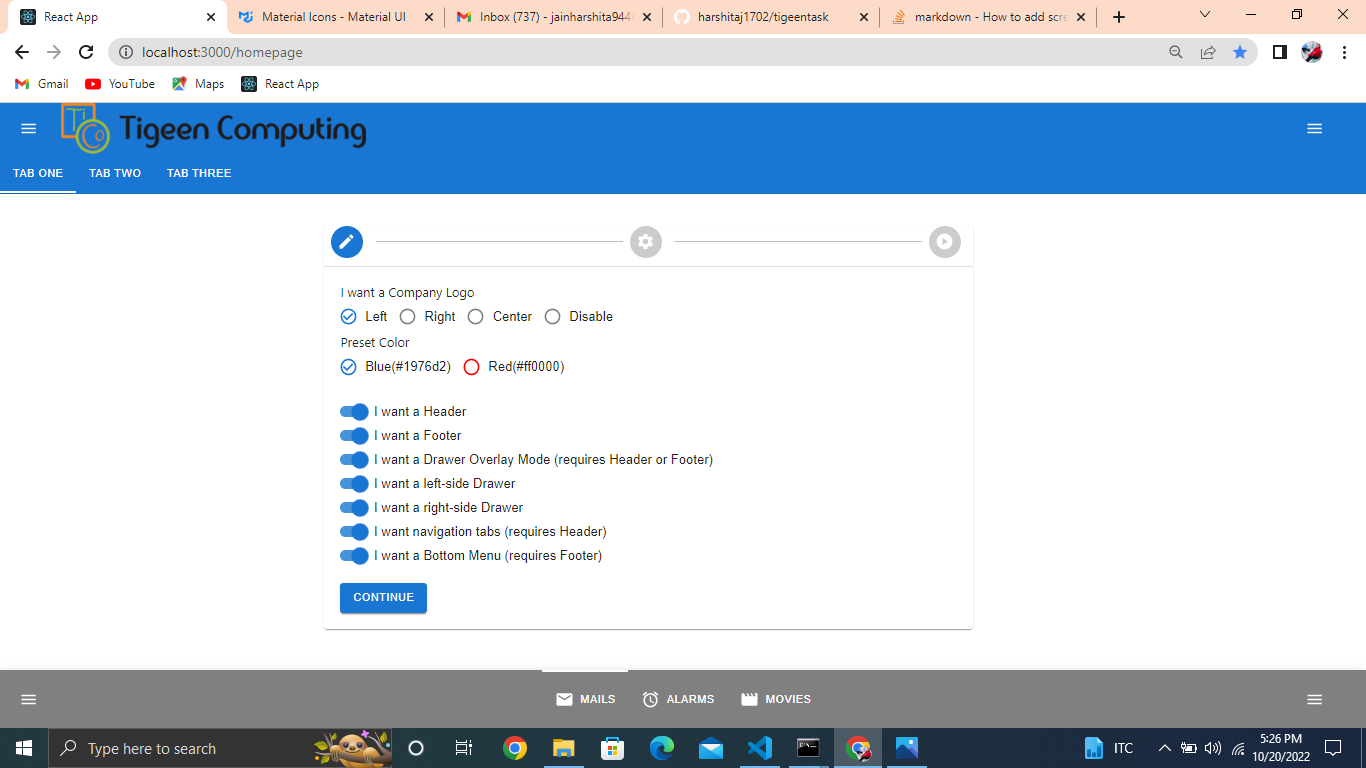 React App
Material Icons - Material UI
Inbox (737) - jainharshita944
harshitaj1702/tigeentask
markdown - How to add scre
localhost:3000/homepage
Gmail
YouTube
Maps
React App
Ti
Co
Tigeen Computing
TAB ONE
TAB TWO
TAB THREE
I want a Company Logo
Left
Right
Center
Disable
Preset Color
Blue(#1976d2)
Red(#ff0000)
I want a Header
I want a Footer
I want a Drawer Overlay Mode (requires Header or Footer)
I want a left-side Drawer
I want a right-side Drawer
I want navigation tabs (requires Header)
I want a Bottom Menu (requires Footer)
CONTINUE
MAILS
ALARMS
MOVIES
Type here to search
ITC
5:26 PM
10/20/2022